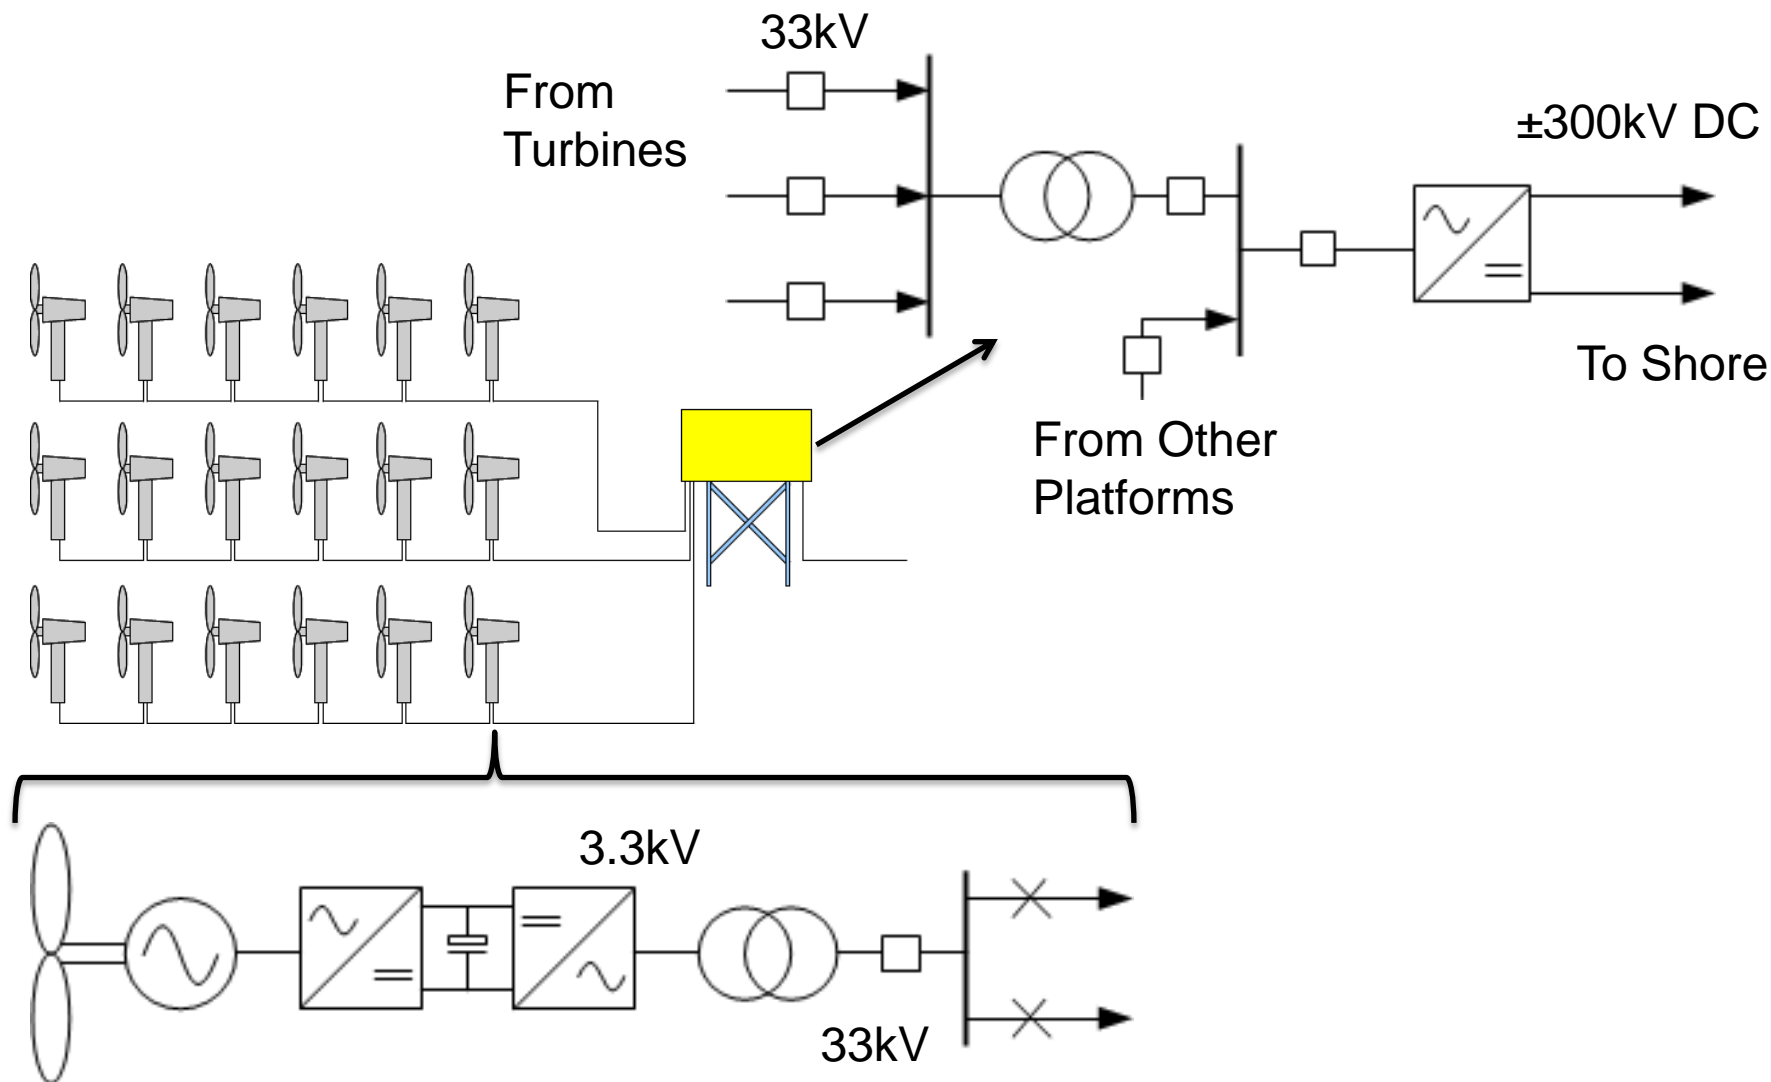 33kV
From
Turbines
±300kV DC
To Shore
From Other
Platforms
3.3kV
33kV